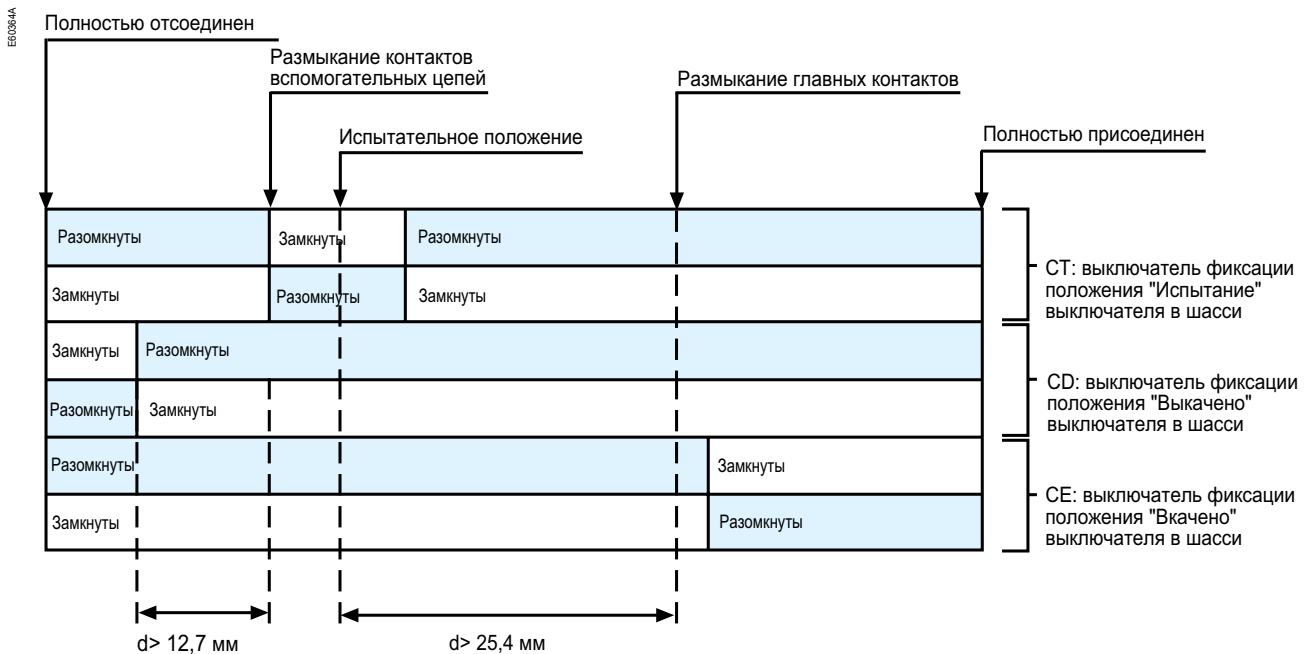 E60364A
Полностью отсоединен
Размыкание контактов
вспомогательных цепей
Размыкание главных контактов
Испытательное положение
Полностью присоединен
Разомкнуты
Замкнуты
Разомкнуты
Замкнуты
Разомкнуты
Замкнуты
CT: выключатель фиксации
положения "Испытание"
выключателя в шасси
Замкнуты
Разомкнуты
Разомкнуты
Замкнуты
CD: выключатель фиксации
положения "Выкачено"
выключателя в шасси
Разомкнуты
Замкнуты
Замкнуты
Разомкнуты
CE: выключатель фиксации
положения "Вкачено"
выключателя в шасси
d> 12,7 мм
d> 25,4 мм